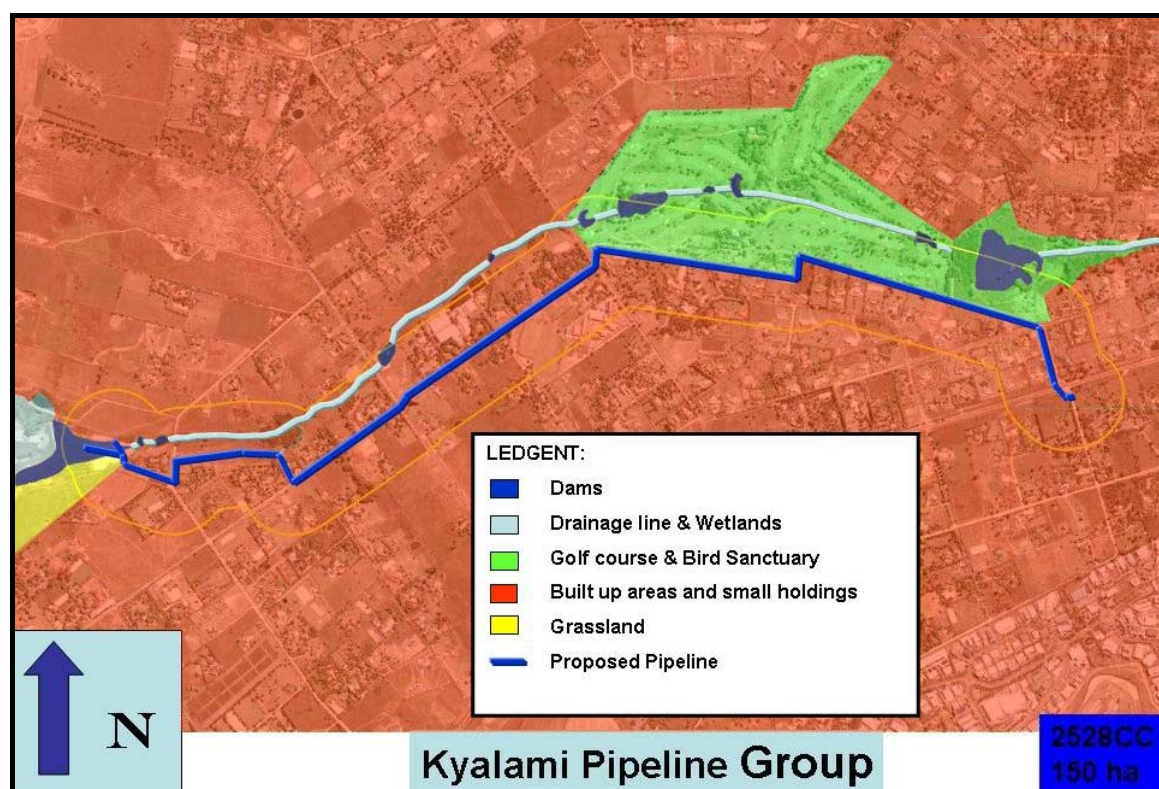 LEDGENT:
Dams
Drainage line & Wetlands
Golf course & Bird Sanctuary
Built up areas and small holdings
Grassland
Proposed Pipeline
N
Kyalami Pipeline Group
2528CC
150 ha